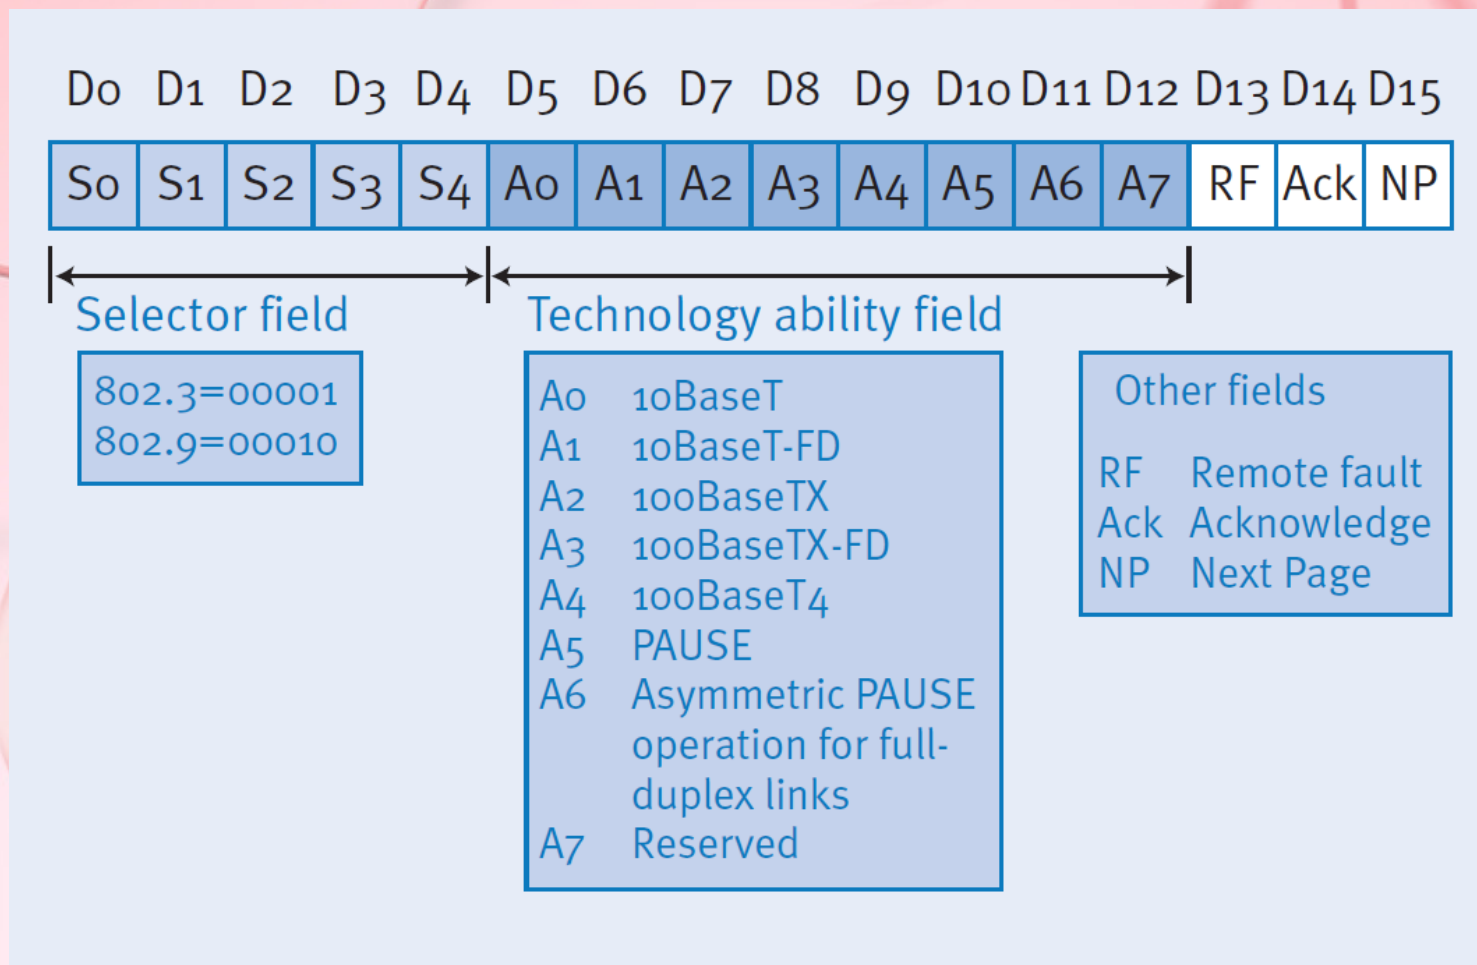 D0 D1 D2 D3 D4 D5 D6 D7 D8 D9 D10 D11 D12 D13 D14 D15
S0 S1 S2 S3 S4 A0 A1 A2 A3 A4 A5 A6 A7 RF Ack NP
Selector field
802.3=00001
802.9=00010
Technology ability field
A0 10BaseT
A1 10BaseT-FD
A2 100BaseTX
A3 100BaseTX-FD
A4 100BaseT4
A5 PAUSE
A6 Asymmetric PAUSE
operation for full-
duplex links
A7 Reserved
Other fields
RF Remote fault
Ack Acknowledge
NP Next Page